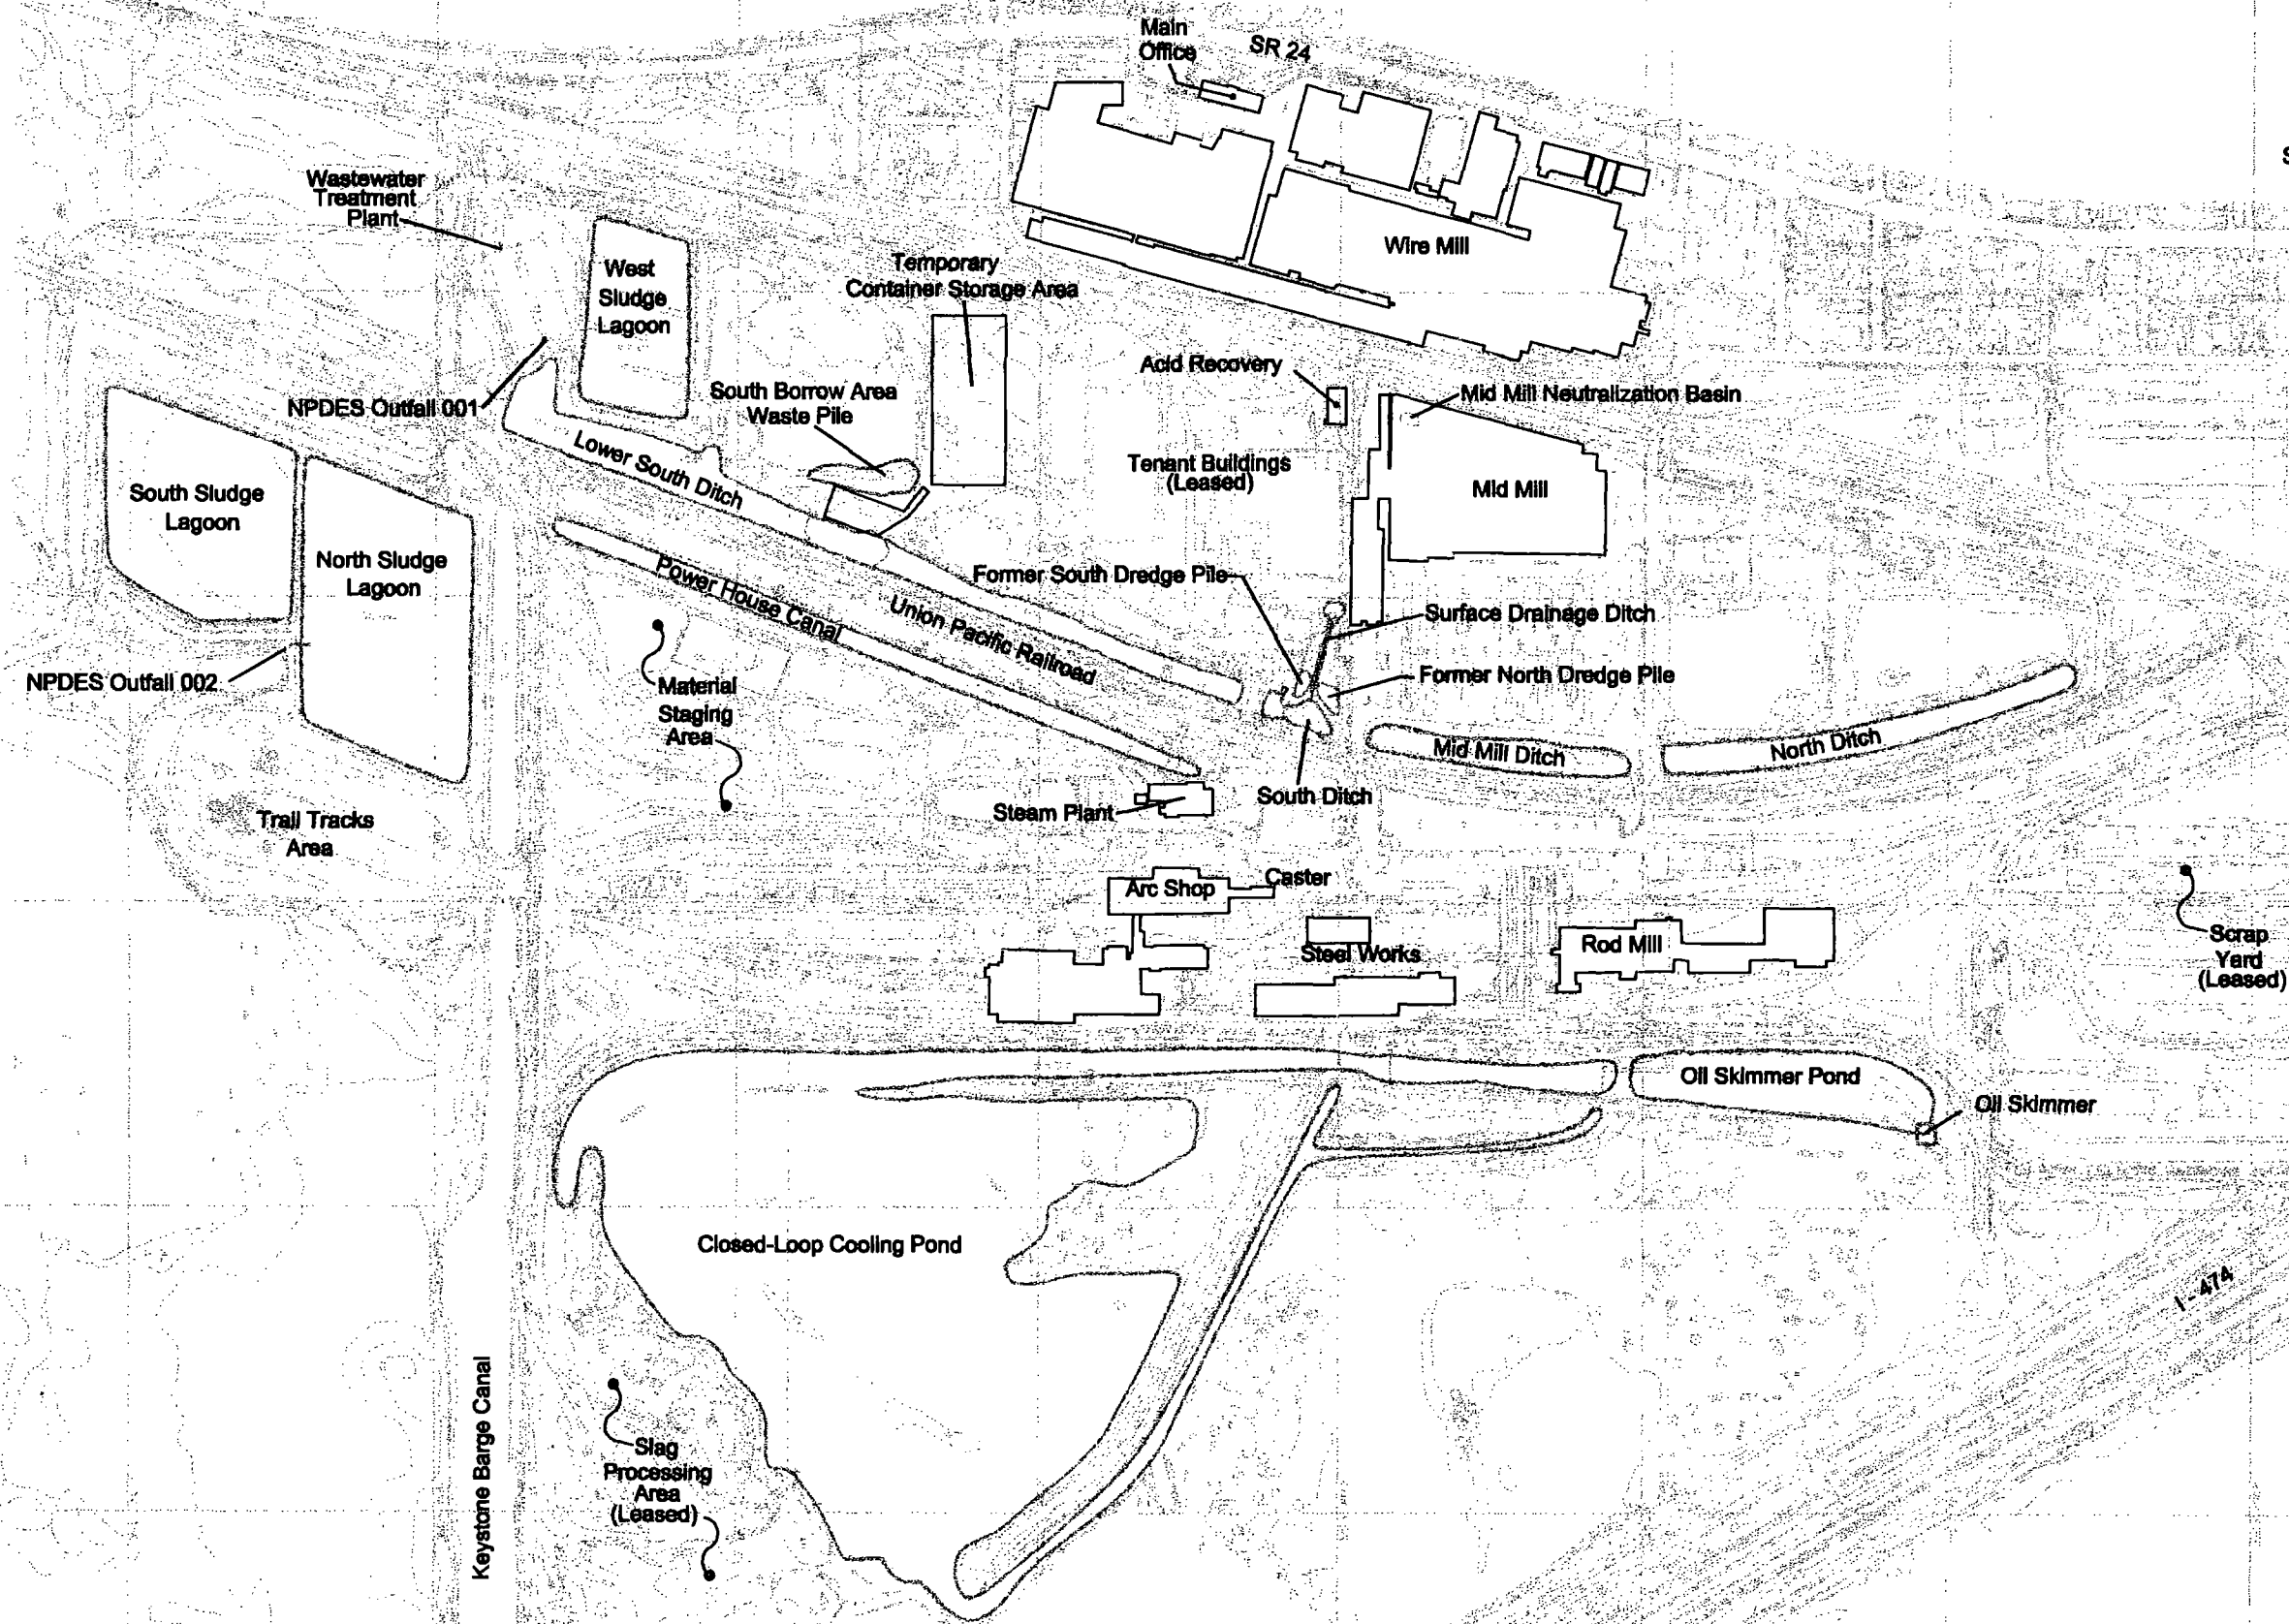 Main
Office
SR 24
S
Wastewater
Treatment
Plant
West
Sludge
Lagoon
Temporary
Container Storage Area
Wire Mill
NPDES Outfall 001
South Borrow Area
Waste Pile
Acid Recovery
Mid Mill Neutralization Basin
Lower South Ditch
Tenant Buildings
(Leased)
Mid Mill
South Sludge
Lagoon
North Sludge
Lagoon
Power House Canal
Union Pacific Railroad
Former South Dredge Pile
Surface Drainage Ditch
Former North Dredge Pile
NPDES Outfall 002
Material
Staging
Area
Mid Mill Ditch
North Ditch
South Ditch
Steam Plant
Trail Tracks
Area
Arc Shop
Caster
Steel Works
Rod Mill
Scrap
Yard
(Leased)
Oil Skimmer Pond
Oil Skimmer
Closed-Loop Cooling Pond
I - 474
Keystone Barge Canal
Slag
Processing
Area
(Leased)